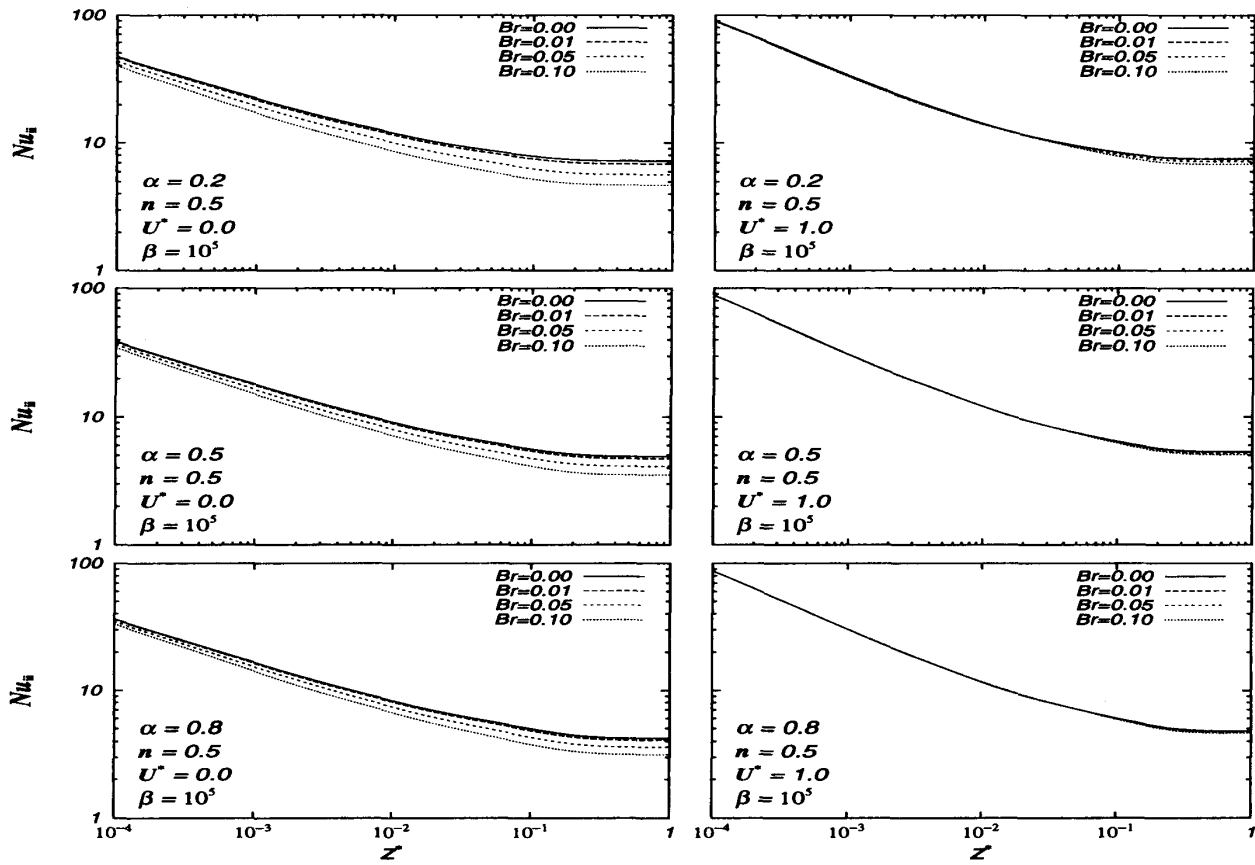 100
Br=0.00
Br=0.01
Br=0.05
Br=0.10
10
Nu_ii
α = 0.2
n = 0.5
U* = 0.0
β = 10⁵
1
Br=0.00
Br=0.01
Br=0.05
Br=0.10
α = 0.2
n = 0.5
U* = 1.0
β = 10⁵
100
Br=0.00
Br=0.01
Br=0.05
Br=0.10
10
Nu_ii
α = 0.5
n = 0.5
U* = 0.0
β = 10⁵
1
Br=0.00
Br=0.01
Br=0.05
Br=0.10
α = 0.5
n = 0.5
U* = 1.0
β = 10⁵
100
Br=0.00
Br=0.01
Br=0.05
Br=0.10
10
Nu_ii
α = 0.8
n = 0.5
U* = 0.0
β = 10⁵
1
10⁻⁴ 10⁻³ 10⁻² 10⁻¹ 1
z*
Br=0.00
Br=0.01
Br=0.05
Br=0.10
α = 0.8
n = 0.5
U* = 1.0
β = 10⁵
10⁻⁴ 10⁻³ 10⁻² 10⁻¹ 1
z*